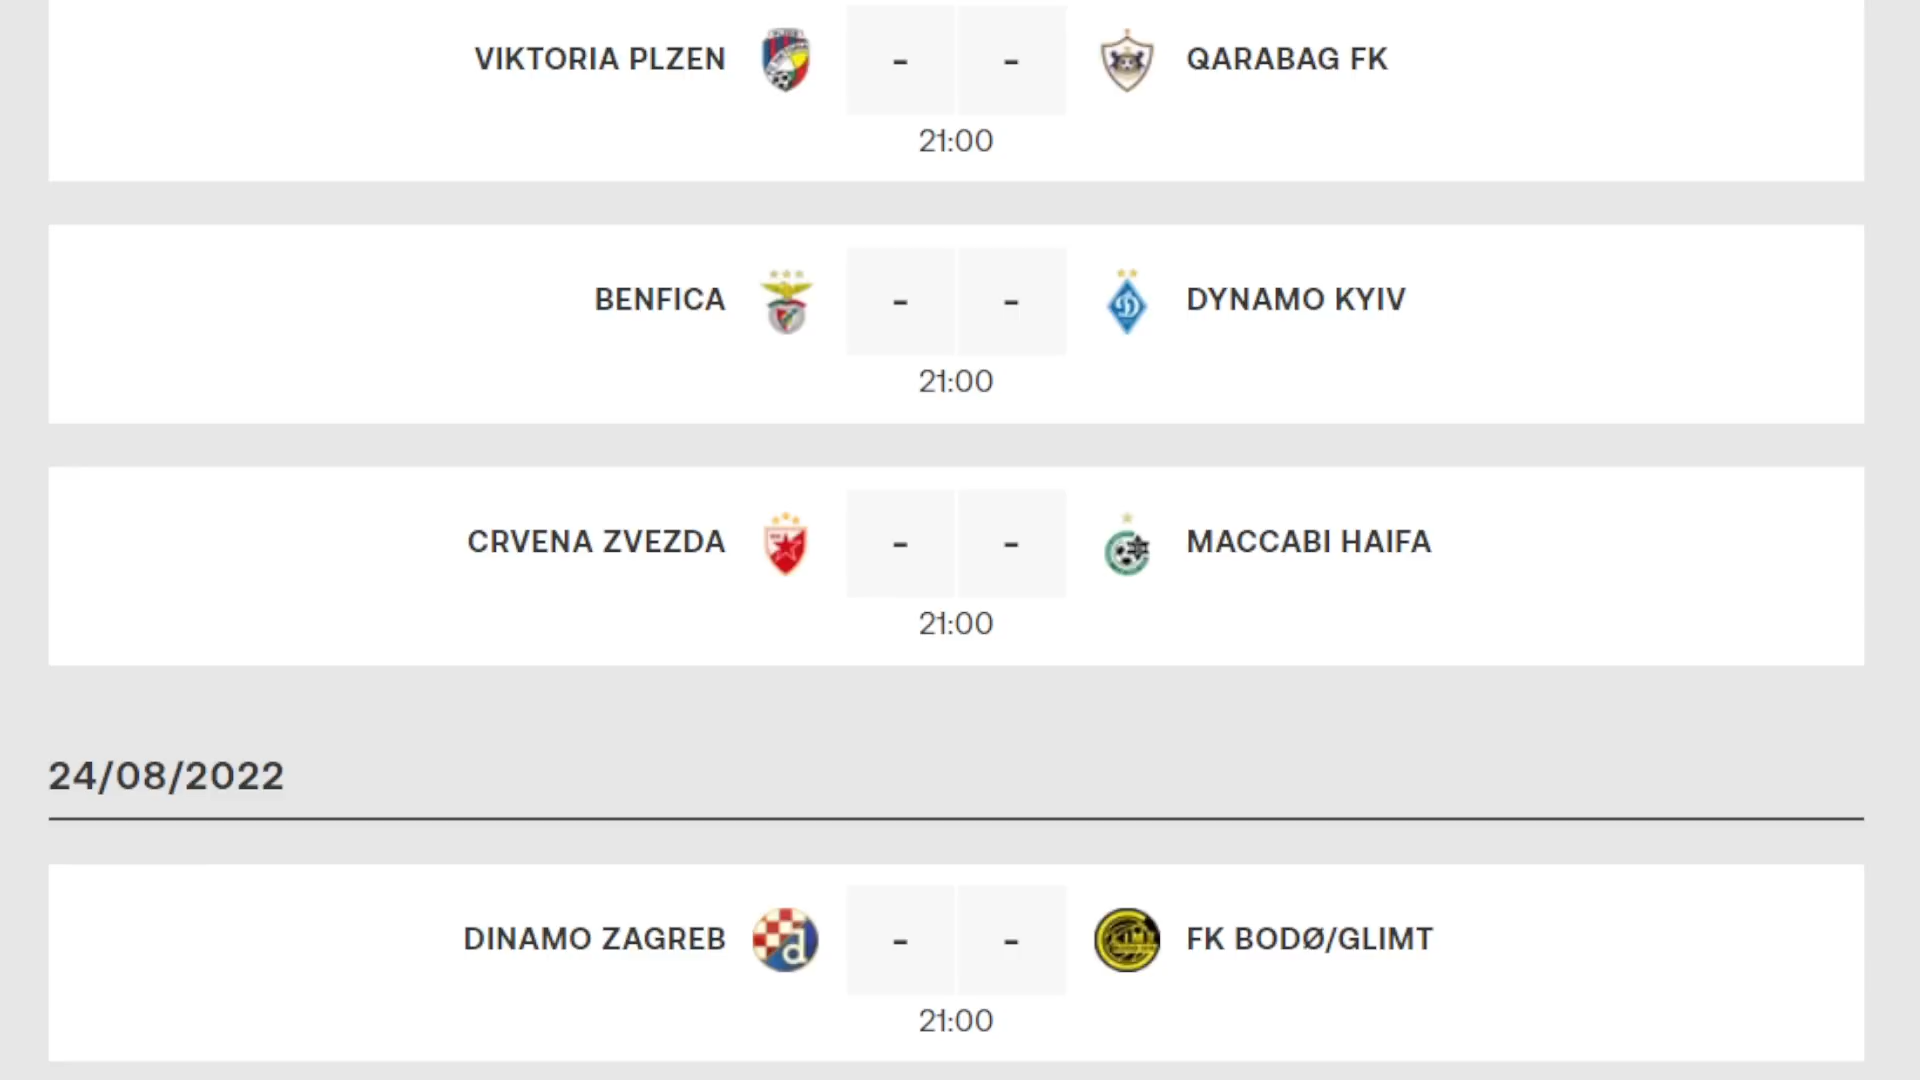 VIKTORIA PLZEN - - QARABAG FK
21:00
BENFICA - - DYNAMO KYIV
21:00
CRVENA ZVEZDA - - MACCABI HAIFA
21:00
24/08/2022
DINAMO ZAGREB - - FK BODØ/GLIMT
21:00